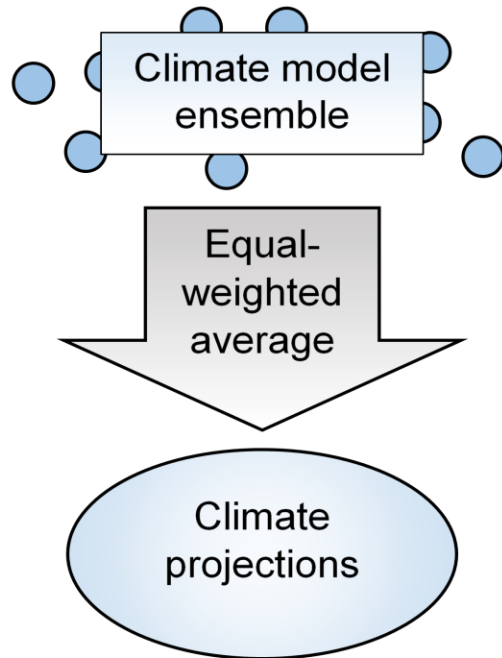 Climate model
ensemble
Equal-
weighted
average
Climate
projections